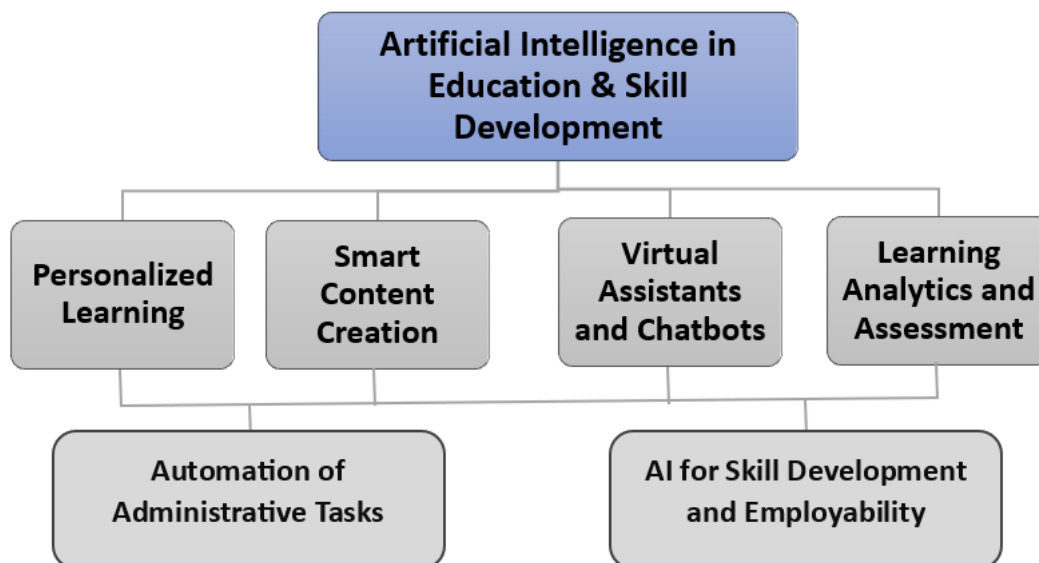 Artificial Intelligence in
Education & Skill
Development
Personalized
Learning
Smart
Content
Creation
Virtual
Assistants
and Chatbots
Learning
Analytics and
Assessment
Automation of
Administrative Tasks
AI for Skill Development
and Employability